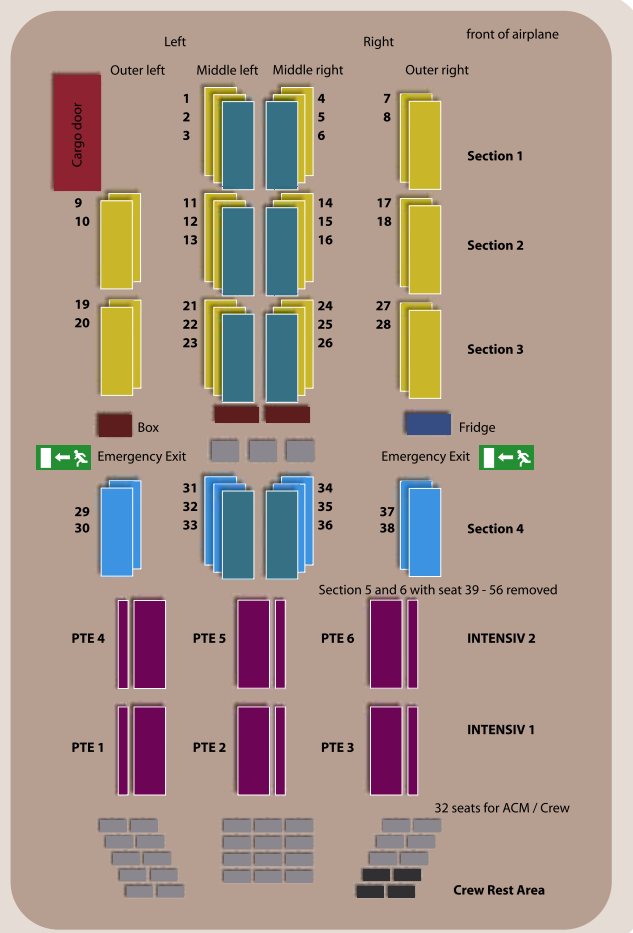 front of airplane
Left
Right
Outer left
Middle left
Middle right
Outer right
Cargo door
1
2
3
4
5
6
7
8
Section 1
9
10
11
12
13
14
15
16
17
18
Section 2
19
20
21
22
23
24
25
26
27
28
Section 3
Box
Fridge
Emergency Exit
Emergency Exit
29
30
31
32
33
34
35
36
37
38
Section 4
Section 5 and 6 with seat 39 - 56 removed
PTE 4
PTE 5
PTE 6
INTENSIV 2
PTE 1
PTE 2
PTE 3
INTENSIV 1
32 seats for ACM / Crew
Crew Rest Area